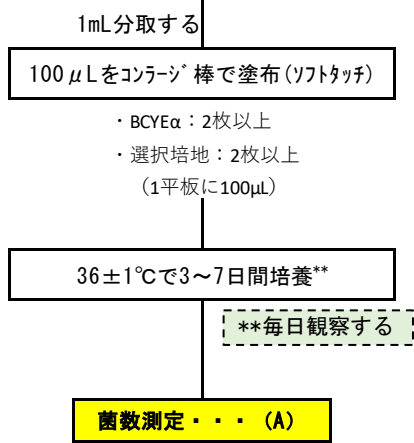 1mL分取する
100μLをｺﾝﾗｰｼﾞ棒で塗布(ｿﾌﾄﾀｯﾁ)
・BCYEα：2枚以上
・選択培地：2枚以上
（1平板に100μL）
36±1℃で3～7日間培養**
**毎日観察する
菌数測定・・・（A）